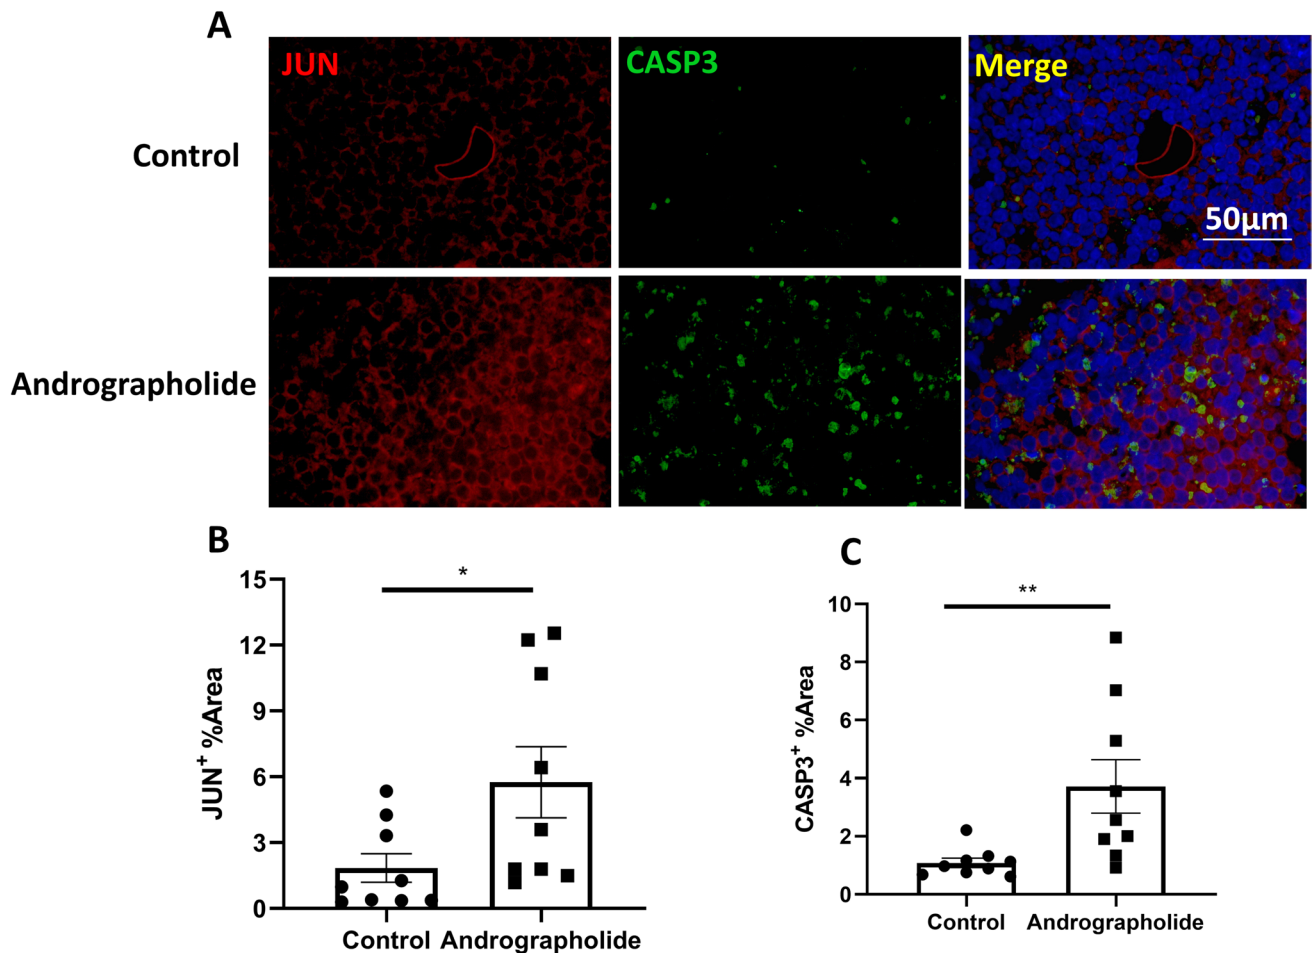 A
JUN
CASP3
Merge
Control
50µm
Andrographolide
B
*
15
12
9
6
3
0
JUN+ %Area
Control Andrographolide
C
**
10
8
6
4
2
0
CASP3+ %Area
Control Andrographolide